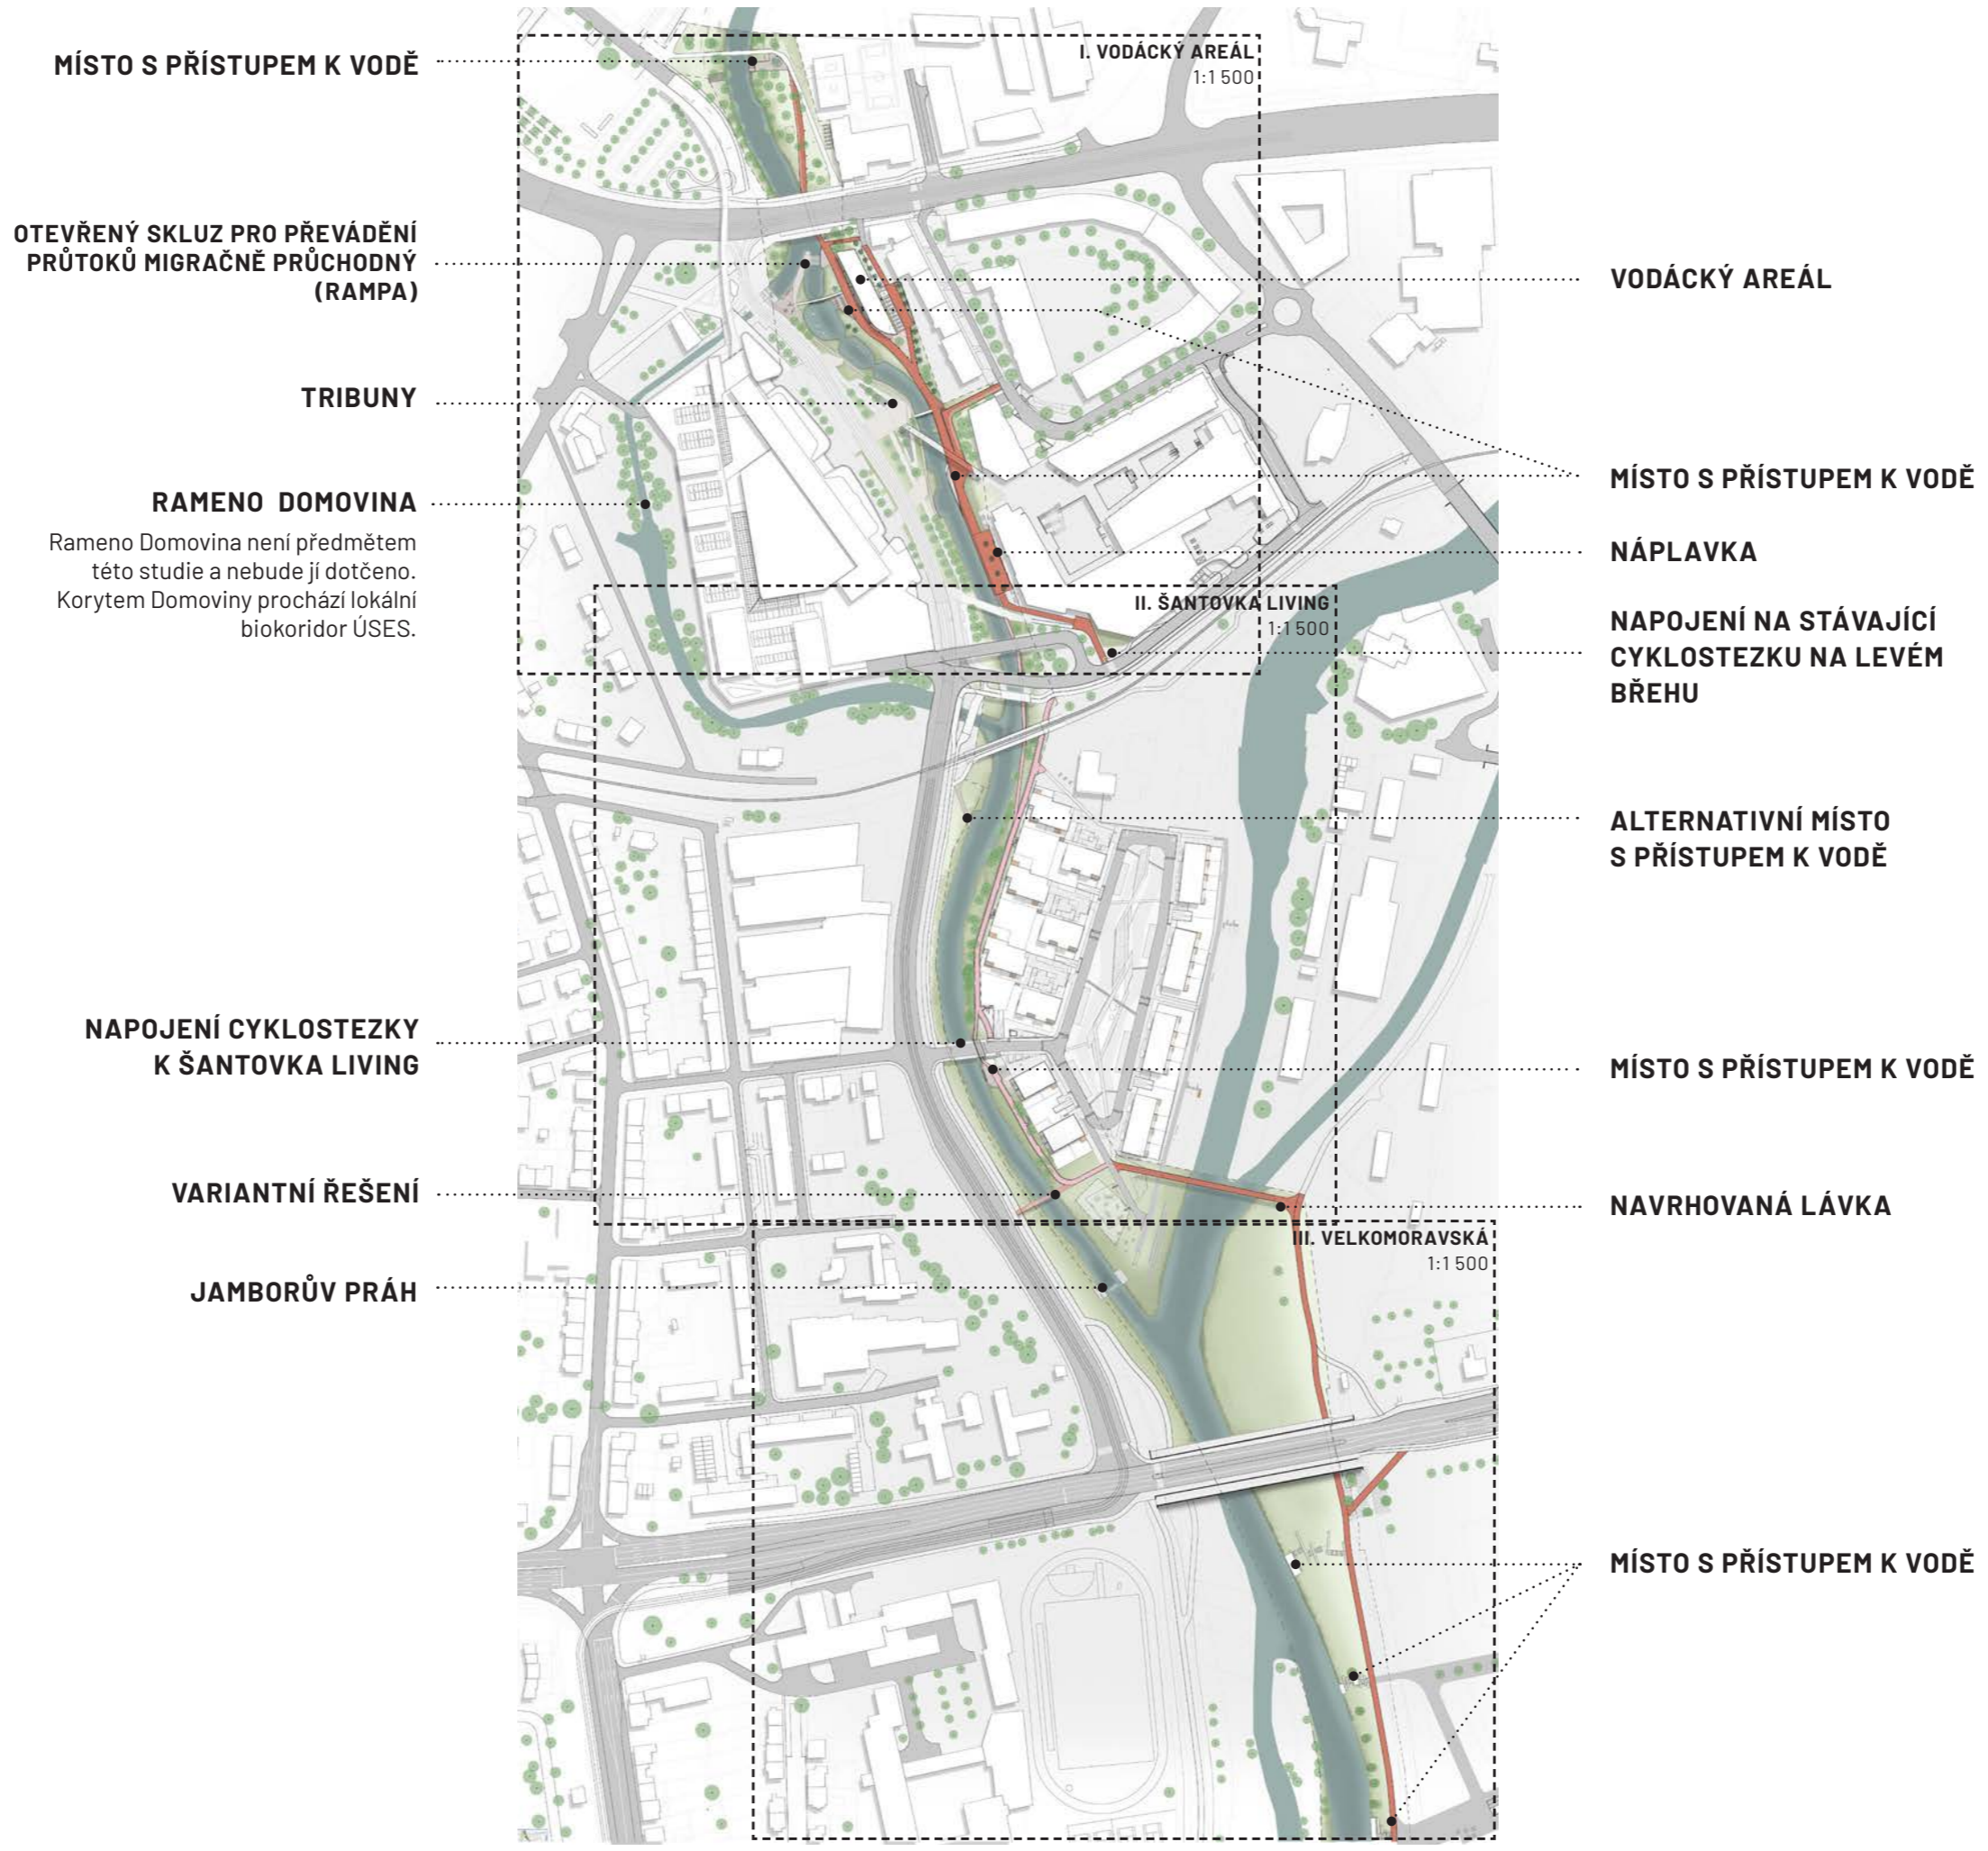 MÍSTO S PŘÍSTUPEM K VODĚ
OTEVŘENÝ SKLUZ PRO PŘEVÁDĚNÍ
PRŮTOKŮ MIGRAČNĚ PRŮCHODNÝ
(RAMPA)
TRIBUNY
RAMENO DOMOVINA
Rameno Domovina není předmětem
této studie a nebude jí dotčeno.
Korytem Domoviny prochází lokální
biokoridor ÚSES.
NAPOJENÍ CYKLOSTEZKY
K ŠANTOVKA LIVING
VARIANTNÍ ŘEŠENÍ
JAMBORŮV PRÁH
I. VODÁCKÝ AREÁL
1:1 500
II. ŠANTOVKA LIVING
1:1 500
III. VELKOMORAVSKÁ
1:1 500
VODÁCKÝ AREÁL
MÍSTO S PŘÍSTUPEM K VODĚ
NÁPLAVKA
NAPOJENÍ NA STÁVAJÍCÍ
CYKLOSTEZKU NA LEVÉM
BŘEHU
ALTERNATIVNÍ MÍSTO
S PŘÍSTUPEM K VODĚ
MÍSTO S PŘÍSTUPEM K VODĚ
NAVRHOVANÁ LÁVKA
MÍSTO S PŘÍSTUPEM K VODĚ